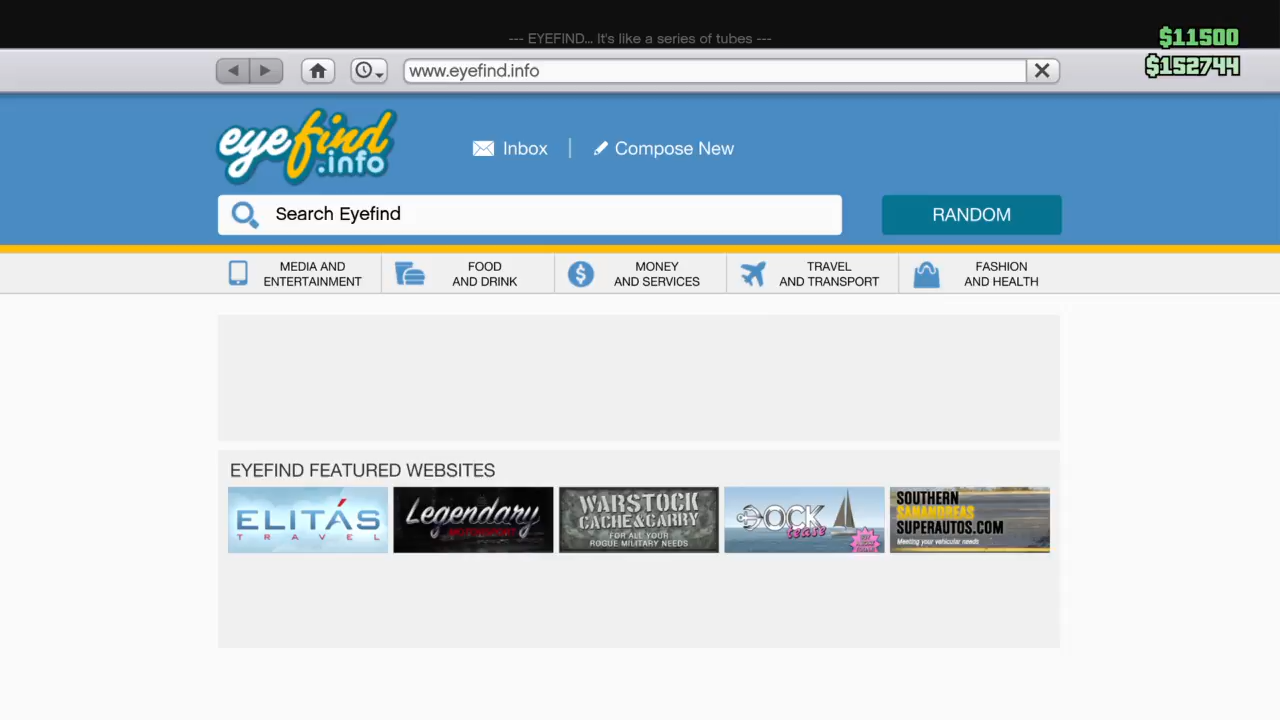 --- EYEFIND... It's like a series of tubes ---
$11500
$152744
www.eyefind.info
eyefind
.info
Inbox
Compose New
Search Eyefind
RANDOM
MEDIA AND
ENTERTAINMENT
FOOD
AND DRINK
MONEY
AND SERVICES
TRAVEL
AND TRANSPORT
FASHION
AND HEALTH
EYEFIND FEATURED WEBSITES
ELITÁS
TRAVEL
Legendary
MOTORSPORT
WARSTOCK
CACHE&CARRY
FOR ALL YOUR
ROGUE MILITARY NEEDS
DOCK
tease
SOUTHERN
SANANDREAS
SUPERAUTOS.COM
Meeting your vehicular needs